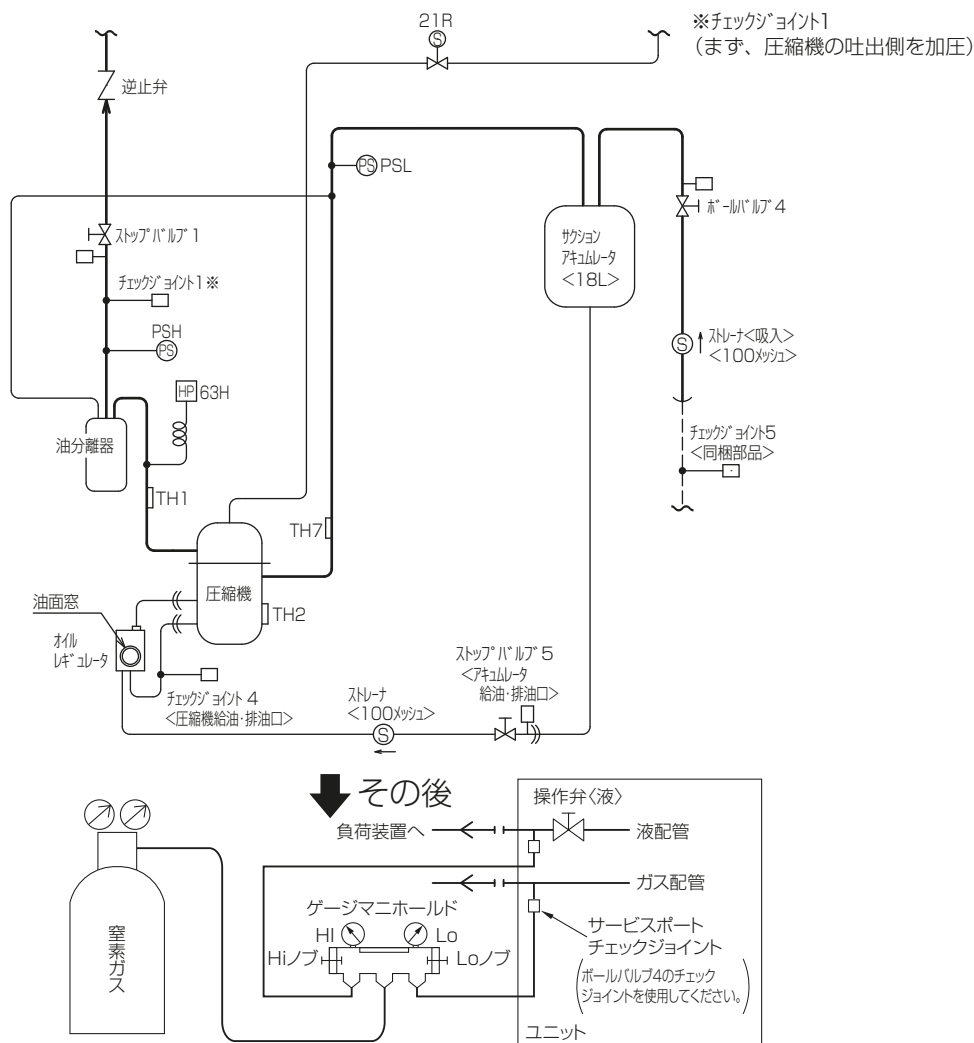 ※チェックジョイント1
(まず、圧縮機の吐出側を加圧)
21R
S
逆止弁
PS PSL
ストップバルブ1
ボールバルブ4
サクション
アキュムレータ
<18L>
チェックジョイント1※
PSH
PS
S
ストレーナ<吸入>
<100メッシュ>
HP 63H
油分離器
チェックジョイント5
<同梱部品>
TH1
TH7
圧縮機
TH2
油面窓
オイル
レギュレータ
チェックジョイント4
<圧縮機給油・排油口>
ストレーナ
<100メッシュ>
S
ストップバルブ5
<アキュムレータ
給油・排油口>
その後
操作弁〈液〉
負荷装置へ
液配管
ガス配管
ゲージマニホールド
HI
Lo
Hiノブ
Loノブ
サービスポート
チェックジョイント
(ボールバルブ4のチェック
ジョイントを使用してください。)
窒素ガス
ユニット